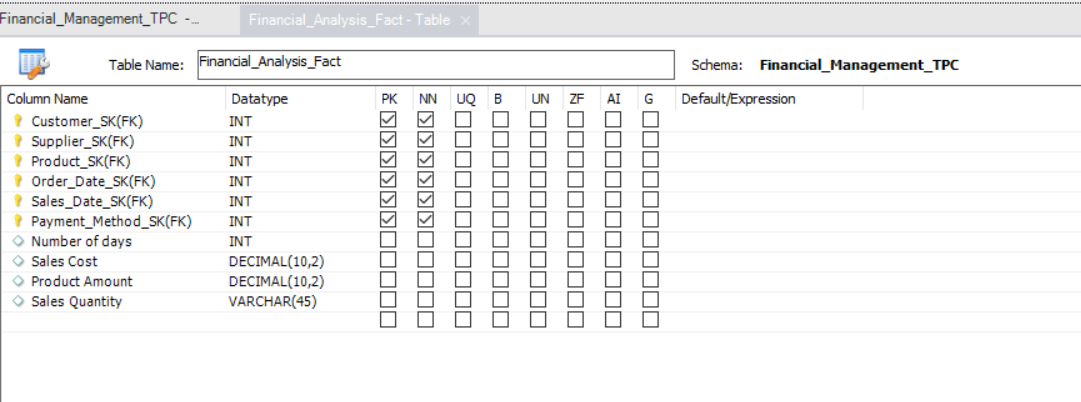 Financial_Management_TPC -...
Financial_Analysis_Fact - Table ×
Table Name: Financial_Analysis_Fact Schema: Financial_Management_TPC
Column Name Datatype PK NN UQ B UN ZF AI G Default/Expression
Customer_SK(FK) INT
Supplier_SK(FK) INT
Product_SK(FK) INT
Order_Date_SK(FK) INT
Sales_Date_SK(FK) INT
Payment_Method_SK(FK) INT
Number of days INT
Sales Cost DECIMAL(10,2)
Product Amount DECIMAL(10,2)
Sales Quantity VARCHAR(45)